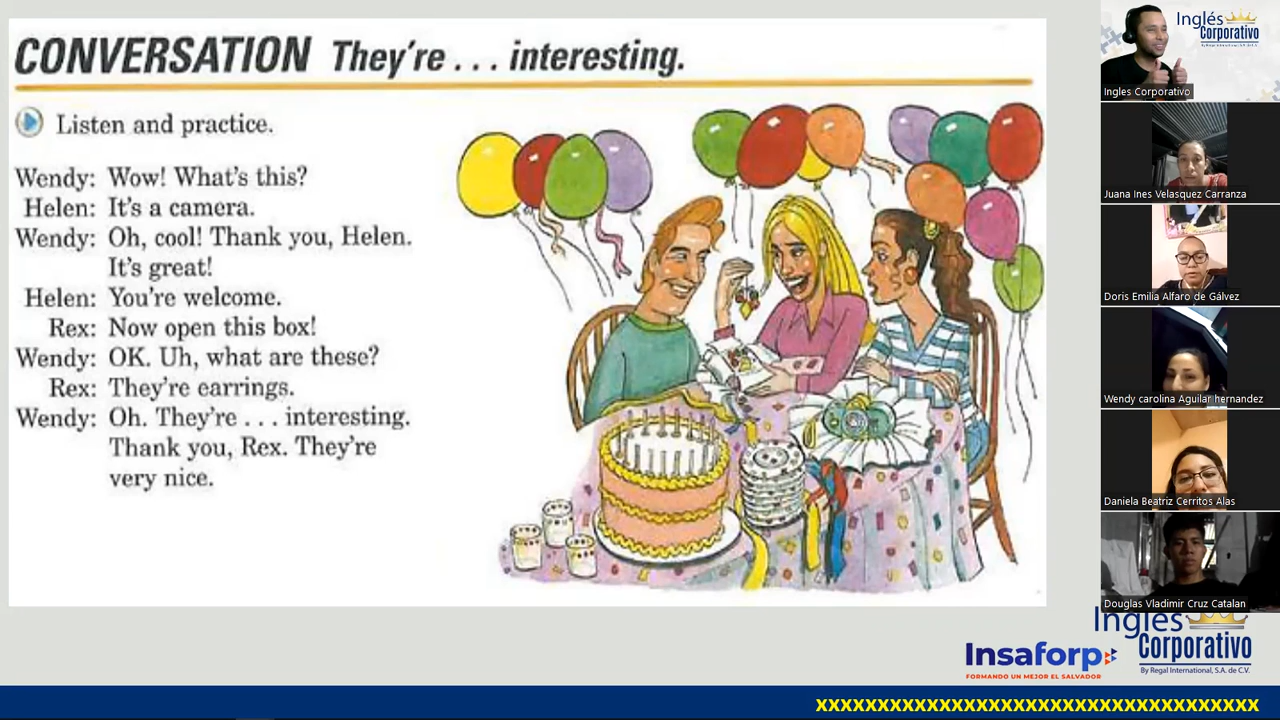 CONVERSATION They're . . . interesting.
Listen and practice.
Wendy: Wow! What's this?
Helen: It's a camera.
Wendy: Oh, cool! Thank you, Helen.
It's great!
Helen: You're welcome.
Rex: Now open this box!
Wendy: OK. Uh, what are these?
Rex: They're earrings.
Wendy: Oh. They're . . . interesting.
Thank you, Rex. They're
very nice.
Inglés
Corporativo
By Regal International, S.A. de C.V.
Ingles Corporativo
Juana Ines Velasquez Carranza
Doris Emilia Alfaro de Gálvez
Wendy carolina Aguilar hernandez
Daniela Beatriz Cerritos Alas
Douglas Vladimir Cruz Catalan
Inglés
Corporativo
By Regal International, S.A. de C.V.
Insaforp
FORMANDO UN MEJOR EL SALVADOR
XXXXXXXXXXXXXXXXXXXXXXXXXXXXXXXXXXXX